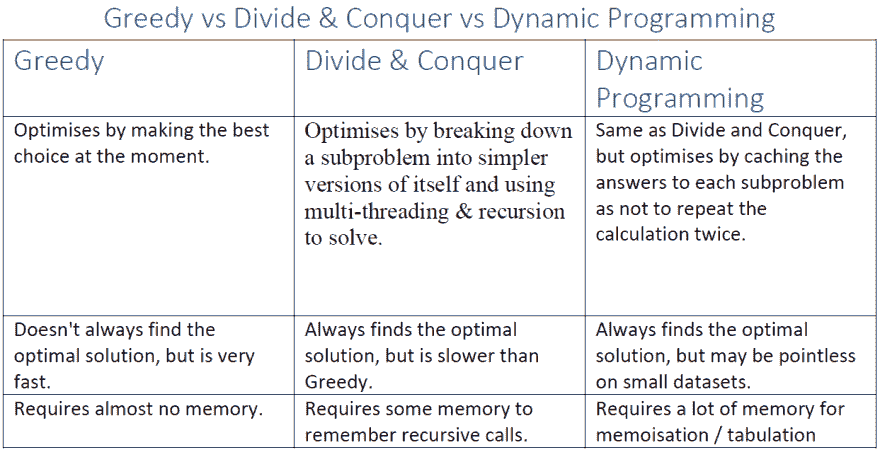 Greedy vs Divide & Conquer vs Dynamic Programming
Greedy
Divide & Conquer
Dynamic
Programming
Optimises by making the best
choice at the moment.
Optimises by breaking down
a subproblem into simpler
versions of itself and using
multi-threading & recursion
to solve.
Same as Divide and Conquer,
but optimises by caching the
answers to each subproblem
as not to repeat the
calculation twice.
Doesn't always find the
optimal solution, but is very
fast.
Always finds the optimal
solution, but is slower than
Greedy.
Always finds the optimal
solution, but may be pointless
on small datasets.
Requires almost no memory.
Requires some memory to
remember recursive calls.
Requires a lot of memory for
memoisation / tabulation